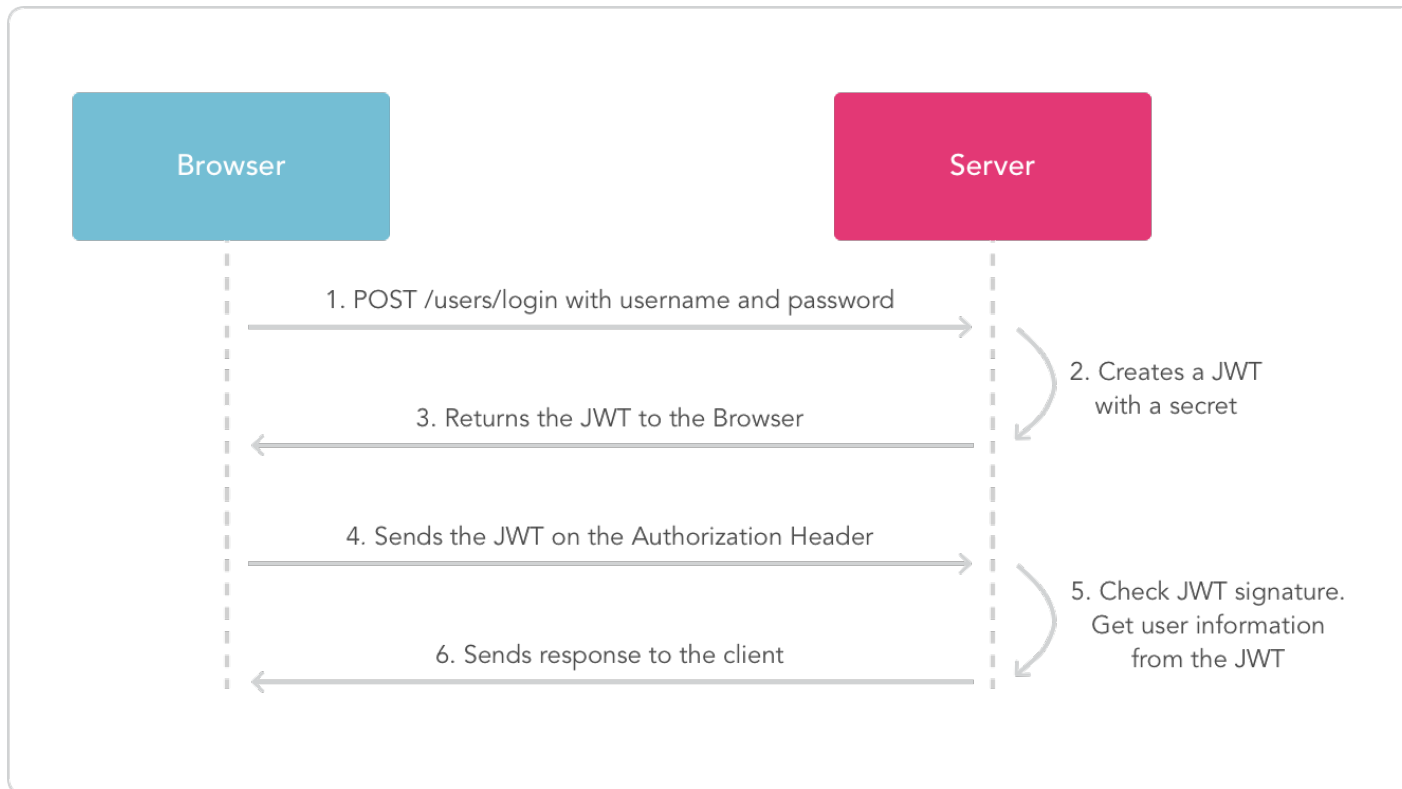 Browser
Server
1. POST /users/login with username and password
2. Creates a JWT
with a secret
3. Returns the JWT to the Browser
4. Sends the JWT on the Authorization Header
5. Check JWT signature.
Get user information
from the JWT
6. Sends response to the client